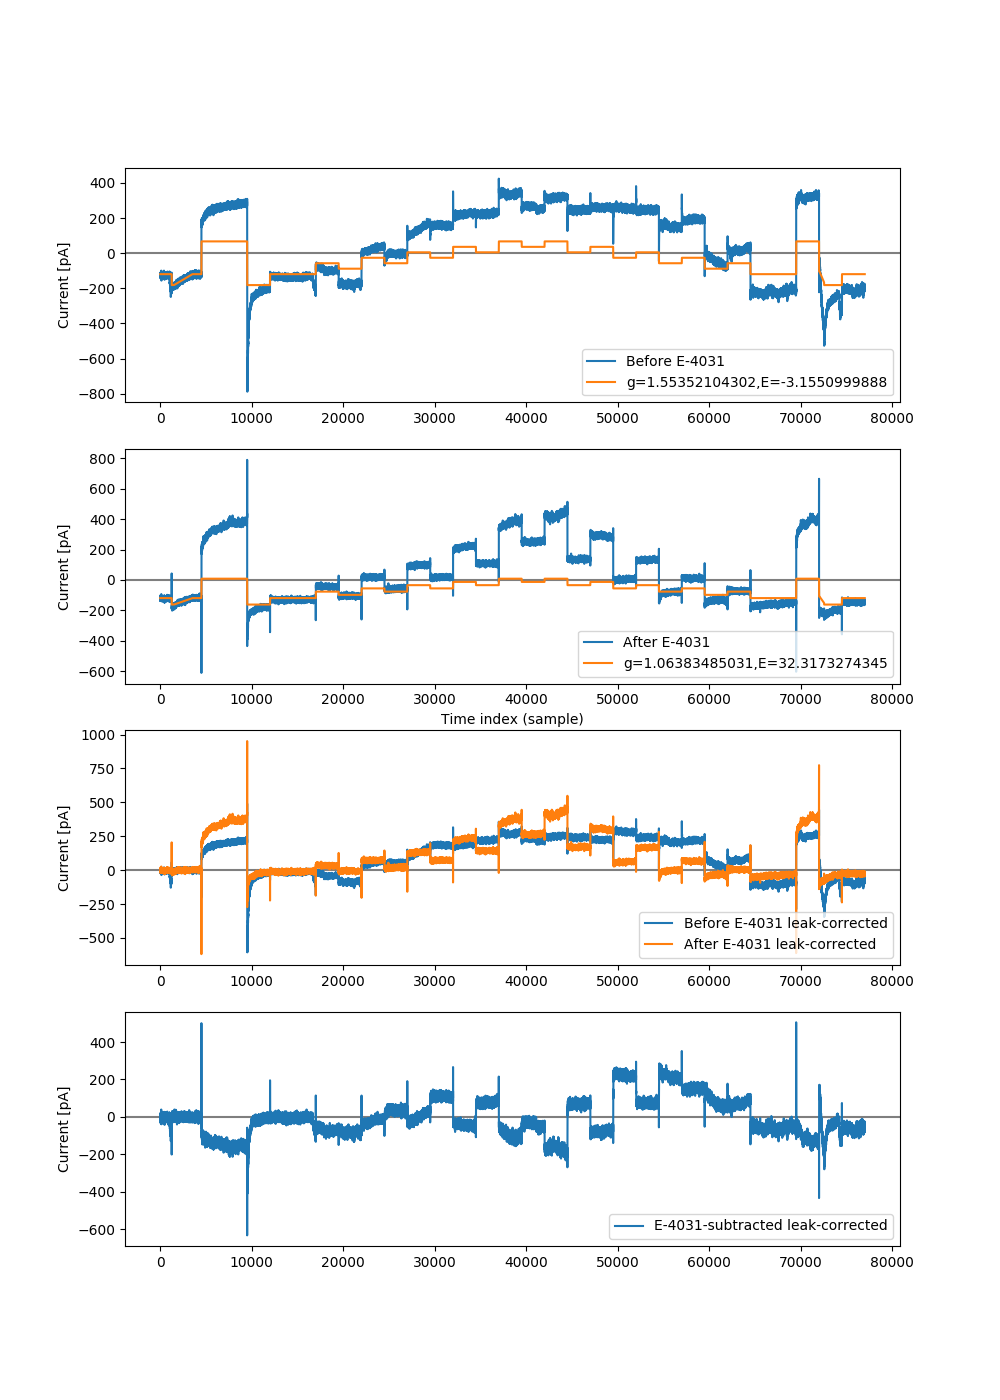 400
200
0
−200
−400
−600
−800
Current [pA]
Before E-4031
g=1.55352104302,E=-3.1550999888
0 10000 20000 30000 40000 50000 60000 70000 80000
800
600
400
200
0
−200
−400
−600
Current [pA]
After E-4031
g=1.06383485031,E=32.3173274345
0 10000 20000 30000 40000 50000 60000 70000 80000
Time index (sample)
1000
750
500
250
0
−250
−500
Current [pA]
Before E-4031 leak-corrected
After E-4031 leak-corrected
0 10000 20000 30000 40000 50000 60000 70000 80000
400
200
0
−200
−400
−600
Current [pA]
E-4031-subtracted leak-corrected
0 10000 20000 30000 40000 50000 60000 70000 80000